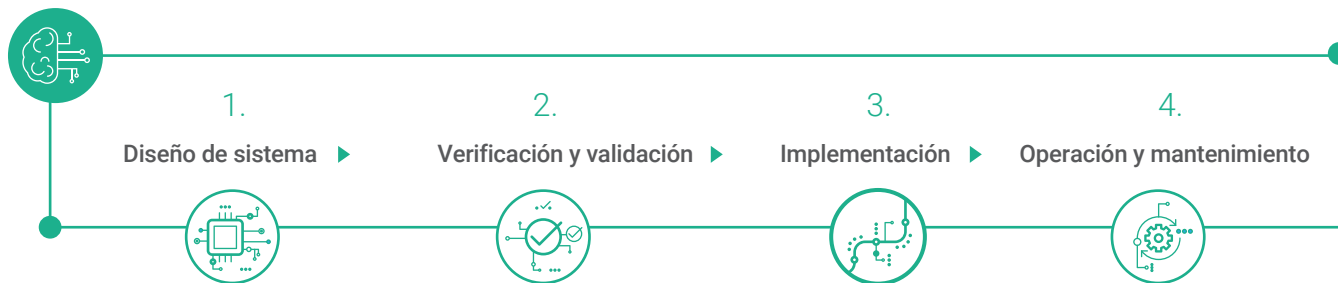 1.
Diseño de sistema
2.
Verificación y validación
3.
Implementación
4.
Operación y mantenimiento